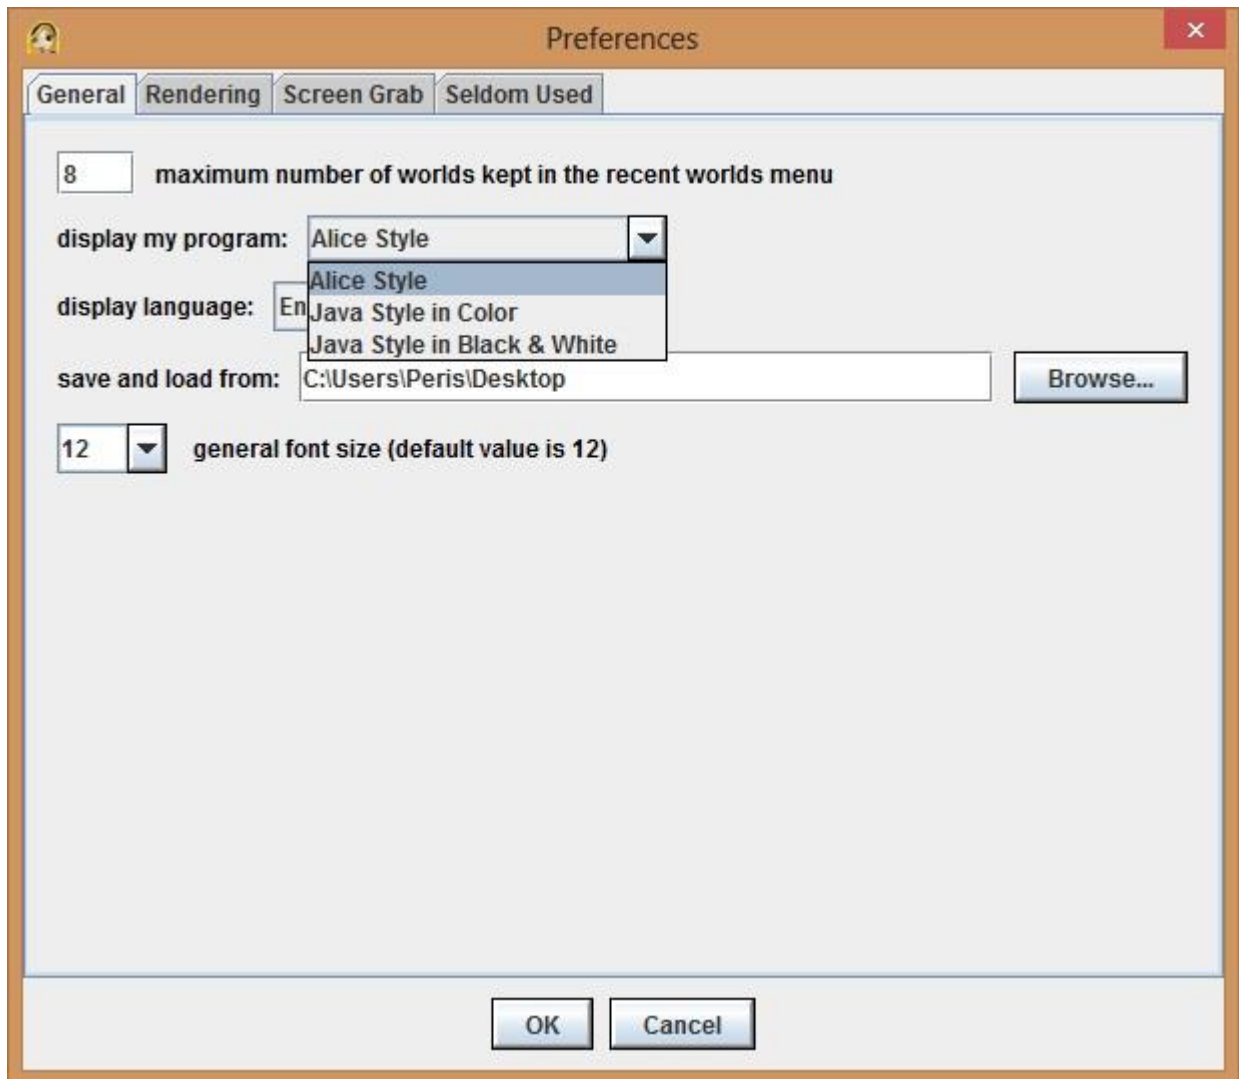 Preferences
General Rendering Screen Grab Seldom Used
8 maximum number of worlds kept in the recent worlds menu
display my program: Alice Style
Alice Style
display language: En
Java Style in Color
Java Style in Black & White
save and load from: C:\Users\Peris\Desktop Browse...
12 general font size (default value is 12)
OK Cancel